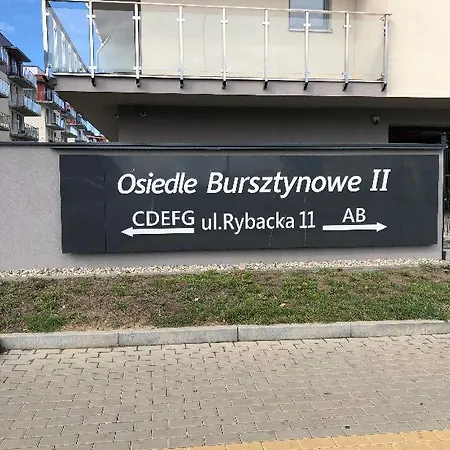 Osiedle Bursztynowe II
CDEFG ul.Rybacka 11 AB